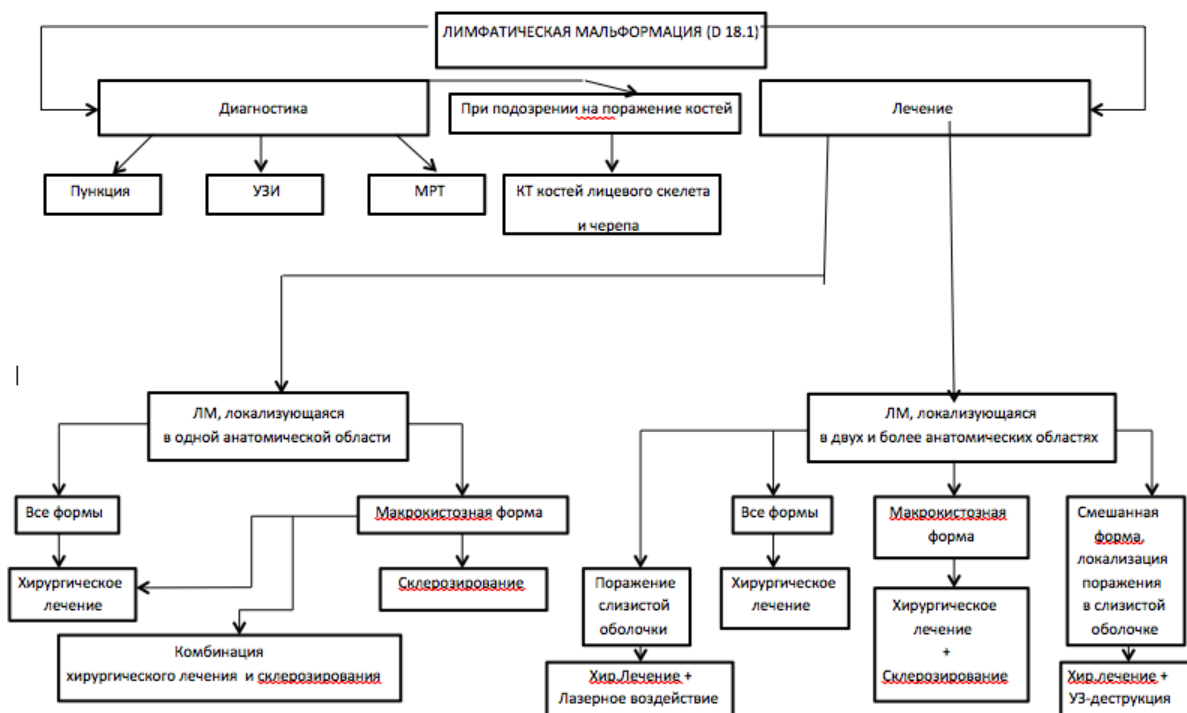 ЛИМФАТИЧЕСКАЯ МАЛЬФОРМАЦИЯ (D 18.1)
Диагностика
При подозрении на поражение костей
Лечение
Пункция
УЗИ
МРТ
КТ костей лицевого скелета
и черепа
ЛМ, локализующаяся
в одной анатомической области
ЛМ, локализующаяся
в двух и более анатомических областях
Все формы
Макрокистозная форма
Хирургическое
лечение
Склерозирование
Комбинация
хирургического лечения и склерозирования
Поражение
слизистой
оболочки
Хир.Лечение +
Лазерное воздействие
Все формы
Хирургическое
лечение
Макрокистозная
форма
Хирургическое
лечение
+
Склерозирование
Смешанная
форма,
локализация
поражения
в слизистой
оболочке
Хир.лечение +
УЗ-деструкция